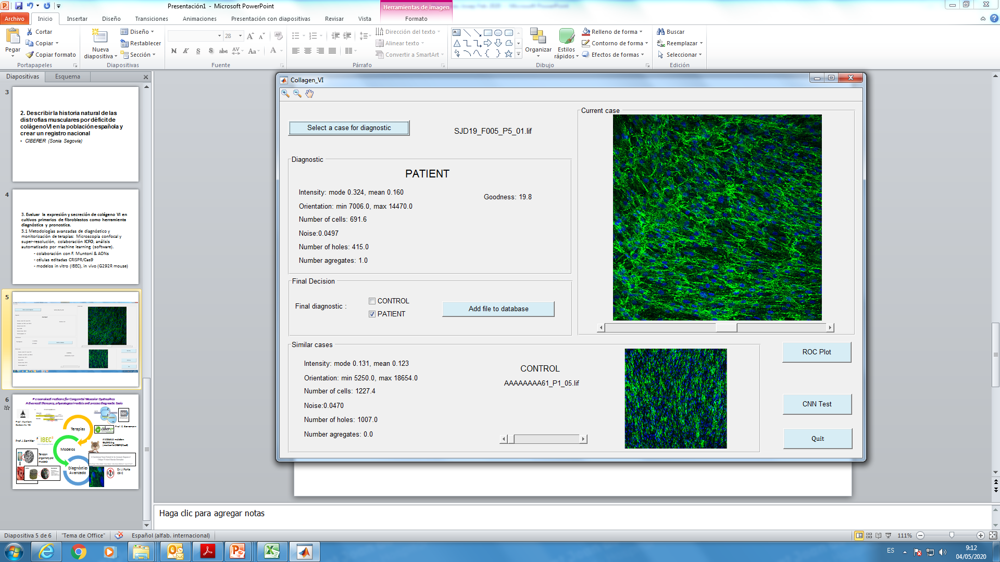 Presentación1 - Microsoft PowerPoint
Herramientas de imagen
Archivo
Inicio
Insertar
Diseño
Transiciones
Animaciones
Presentación con diapositivas
Revisar
Vista
Formato
Pegar
Cortar
Copiar
Copiar formato
Portapapeles
Nueva diapositiva
Diseño
Restablecer
Sección
Diapositivas
28
N K S S abc AV Aa A
Fuente
Dirección del texto
Alinear texto
Convertir a SmartArt
Párrafo
Organizar
Estilos rápidos
Relleno de forma
Contorno de forma
Efectos de formas
Dibujo
Buscar
Reemplazar
Seleccionar
Edición
Diapositivas
Esquema
3
2. Describir la historia natural de las
distrofias musculares por déficit de
colágeno VI en la población española y
crear un registro nacional
• CIBERER (Sonia Segovia)
4
3. Evaluar la expresión y secreción de colágeno VI en
cultivos primarios de fibroblastos como herramienta
diagnóstica y pronostica.
3.1 Metodologías avanzadas de diagnóstico y
monitorización de terapias: Microscopia confocal y
super-resolución, colaboración ICFO, análisis
automatizado por machine learning (software).
- colaboración con F. Muntoni & AONs
- células editadas CRISPR/Cas9
- modelos in vitro (IBEC), in vivo (G292R mouse)
5
6
Terapias
Prof. J. Samitier
IBEC
Modelos
Tendon
organotypic
models
Diagnóstico
Avanzado
Dr. J. Porta
CSIC
Collagen_VI
Select a case for diagnostic
SJD19_F005_P5_01.lif
Diagnostic
PATIENT
Intensity: mode 0.324, mean 0.160
Goodness: 19.8
Orientation: min 7006.0, max 14470.0
Number of cells: 691.6
Noise:0.0497
Number of holes: 415.0
Number agregates: 1.0
Final Decision
Final diagnostic :
CONTROL
PATIENT
Add file to database
Current case
Similar cases
Intensity: mode 0.131, mean 0.123
Orientation: min 5250.0, max 18654.0
Number of cells: 1227.4
Noise:0.0470
Number of holes: 1007.0
Number agregates: 0.0
CONTROL
AAAAAAAA61_P1_05.lif
ROC Plot
CNN Test
Quit
Haga clic para agregar notas
Diapositiva 5 de 6
"Tema de Office"
Español (alfab. internacional)
111%
ES
9:12
04/05/2020